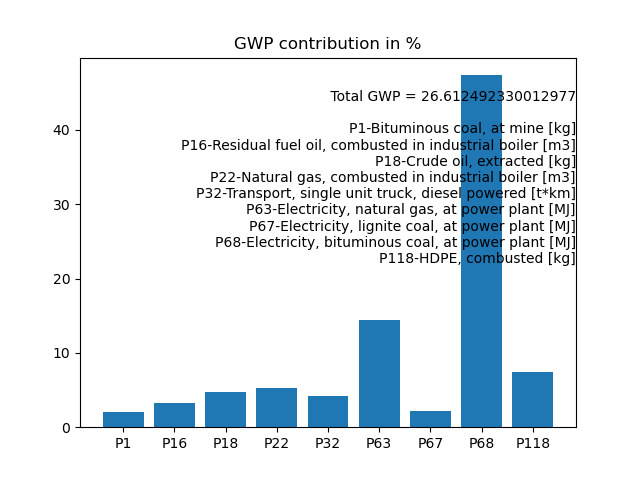 GWP contribution in %
Total GWP = 26.612492330012977
P1-Bituminous coal, at mine [kg]
P16-Residual fuel oil, combusted in industrial boiler [m3]
P18-Crude oil, extracted [kg]
P22-Natural gas, combusted in industrial boiler [m3]
P32-Transport, single unit truck, diesel powered [t*km]
P63-Electricity, natural gas, at power plant [MJ]
P67-Electricity, lignite coal, at power plant [MJ]
P68-Electricity, bituminous coal, at power plant [MJ]
P118-HDPE, combusted [kg]
40
30
20
10
0
P1 P16 P18 P22 P32 P63 P67 P68 P118